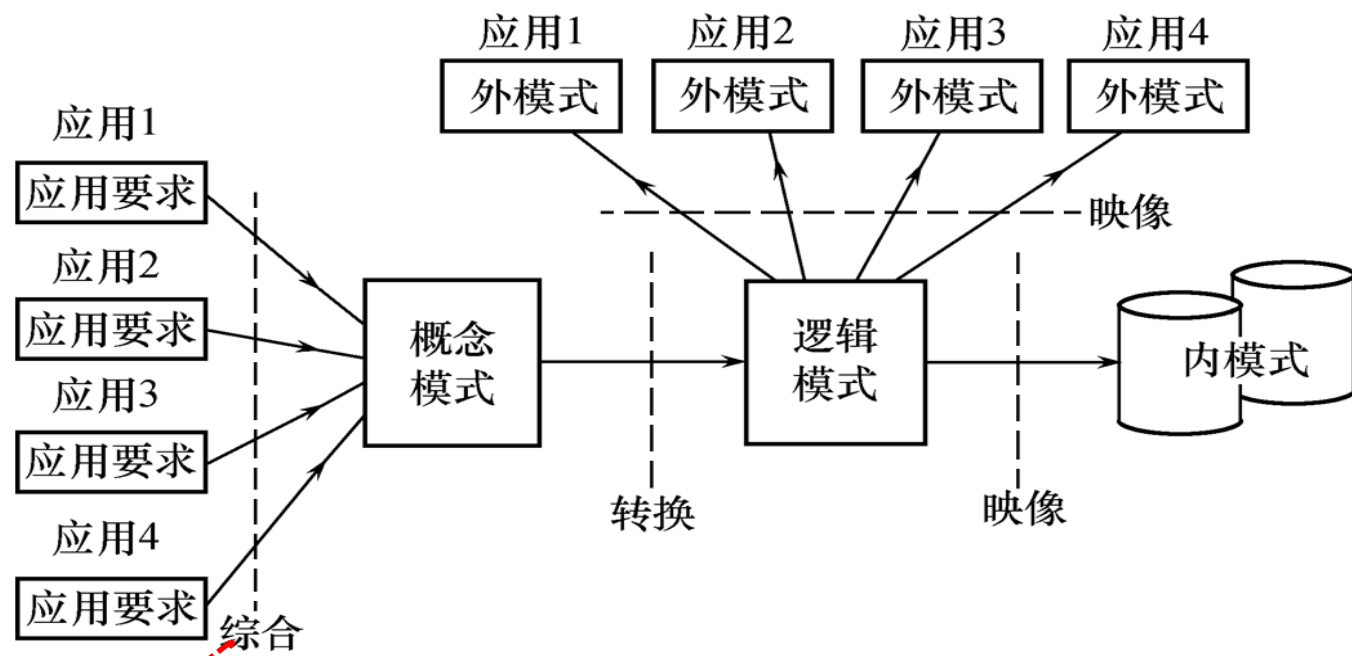 应用1
应用2
应用3
应用4
外模式
外模式
外模式
外模式
映像
应用1
应用要求
应用2
应用要求
应用3
应用要求
应用4
应用要求
综合
概念
模式
转换
逻辑
模式
映像
内模式